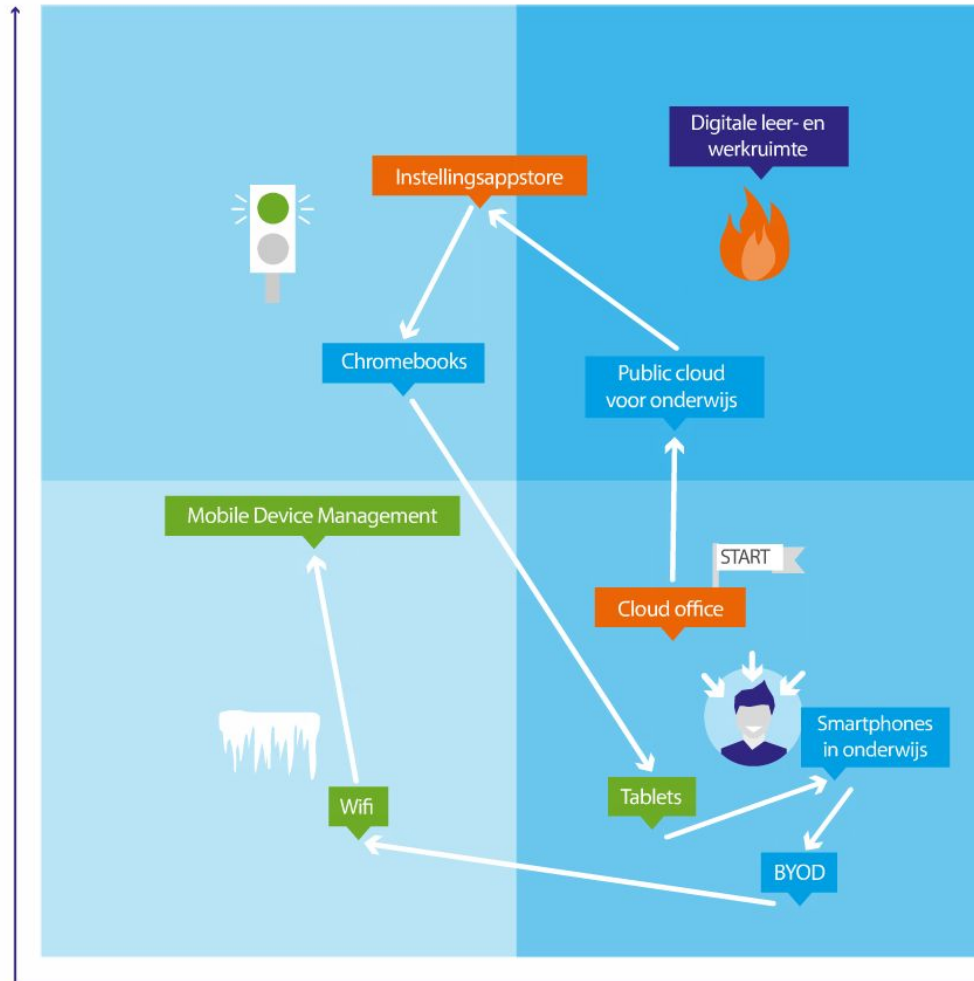 Digitale leer- en
werkruimte
Instellingsappstore
Chromebooks
Public cloud
voor onderwijs
Mobile Device Management
START
Cloud office
Smartphones
in onderwijs
Tablets
Wifi
BYOD